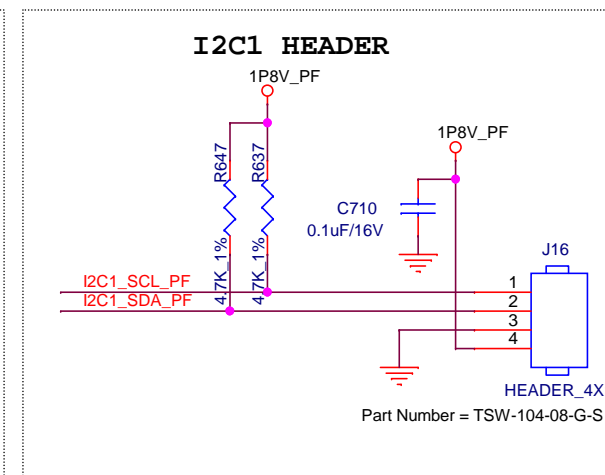 I2C1 HEADER
1P8V_PF
1P8V_PF
R647
R637
C710
0.1uF/16V
4.7K_1%
4.7K_1%
J16
I2C1_SCL_PF
I2C1_SDA_PF
1
2
3
4
HEADER_4X
Part Number = TSW-104-08-G-S